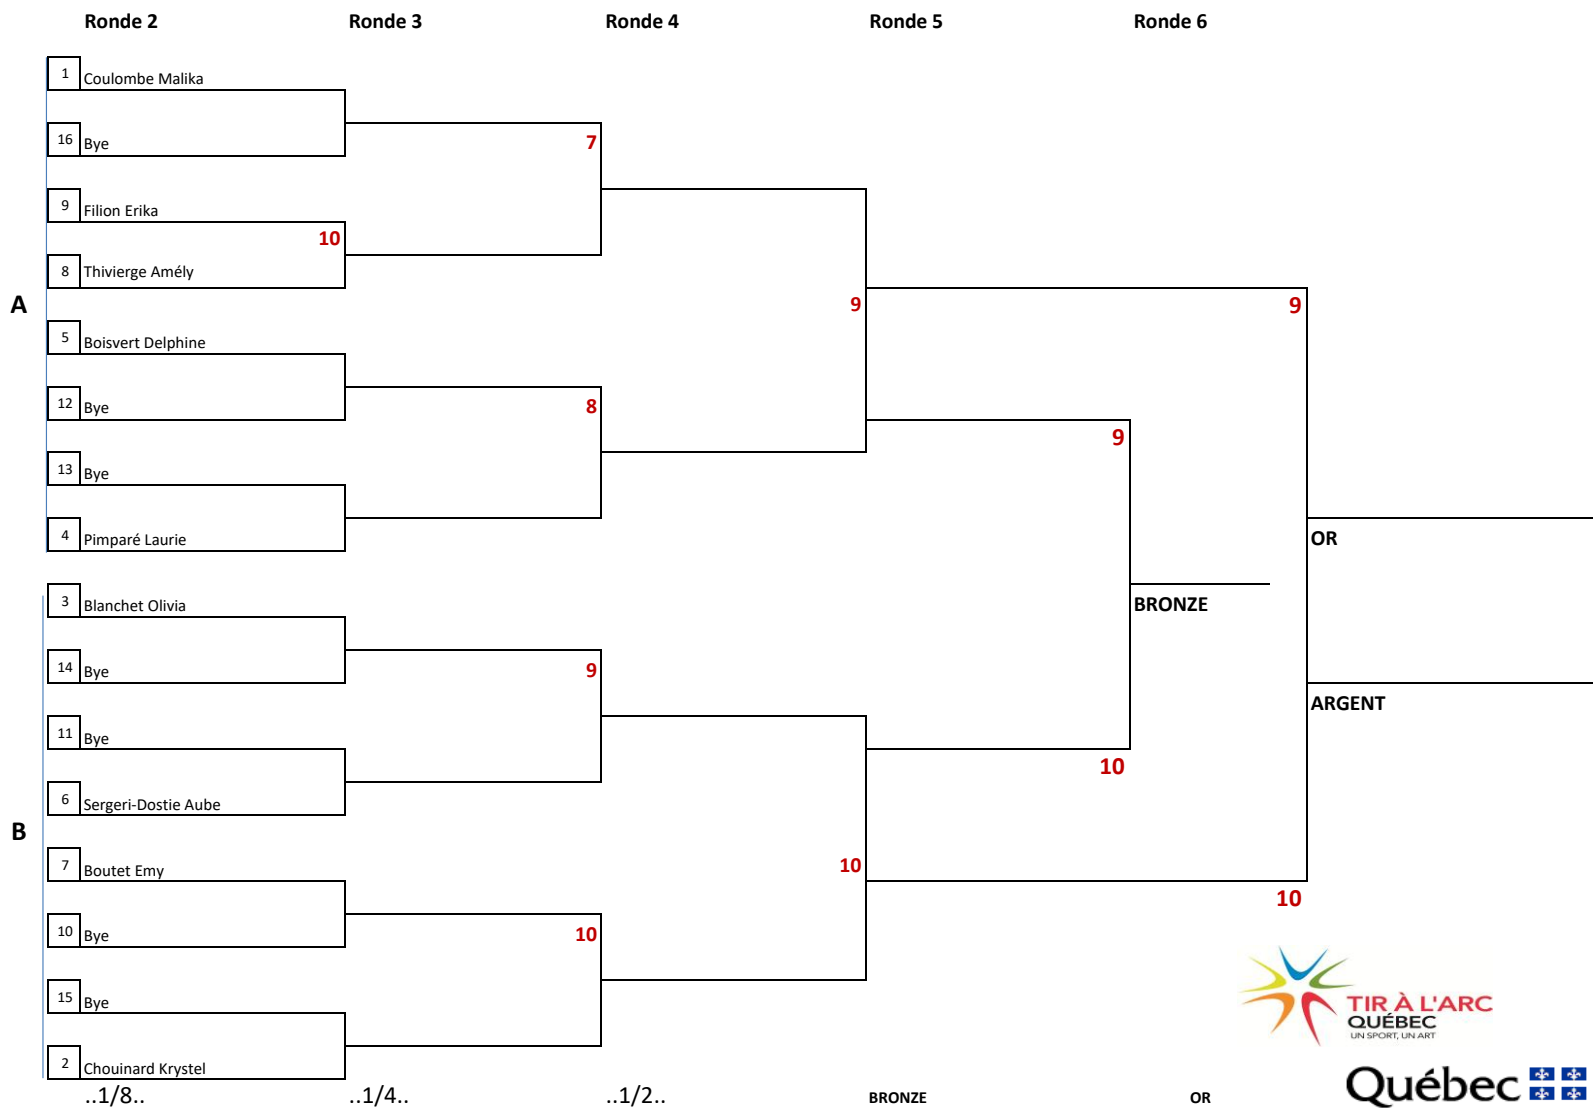 Ronde 2 Ronde 3 Ronde 4 Ronde 5 Ronde 6
1 Coulombe Malika
16 Bye
7
9 Filion Erika
10
8 Thivierge Amély
A
9
9
5 Boisvert Delphine
12 Bye
8
9
13 Bye
4 Pimparé Laurie
OR
3 Blanchet Olivia
BRONZE
14 Bye
9
ARGENT
11 Bye
10
6 Sergeri-Dostie Aube
B
7 Boutet Emy
10
10
10 Bye
10
15 Bye
TIR À L'ARC
QUÉBEC
UN SPORT, UN ART
2 Chouinard Krystel
..1/8.. ..1/4.. ..1/2.. BRONZE OR
Québec